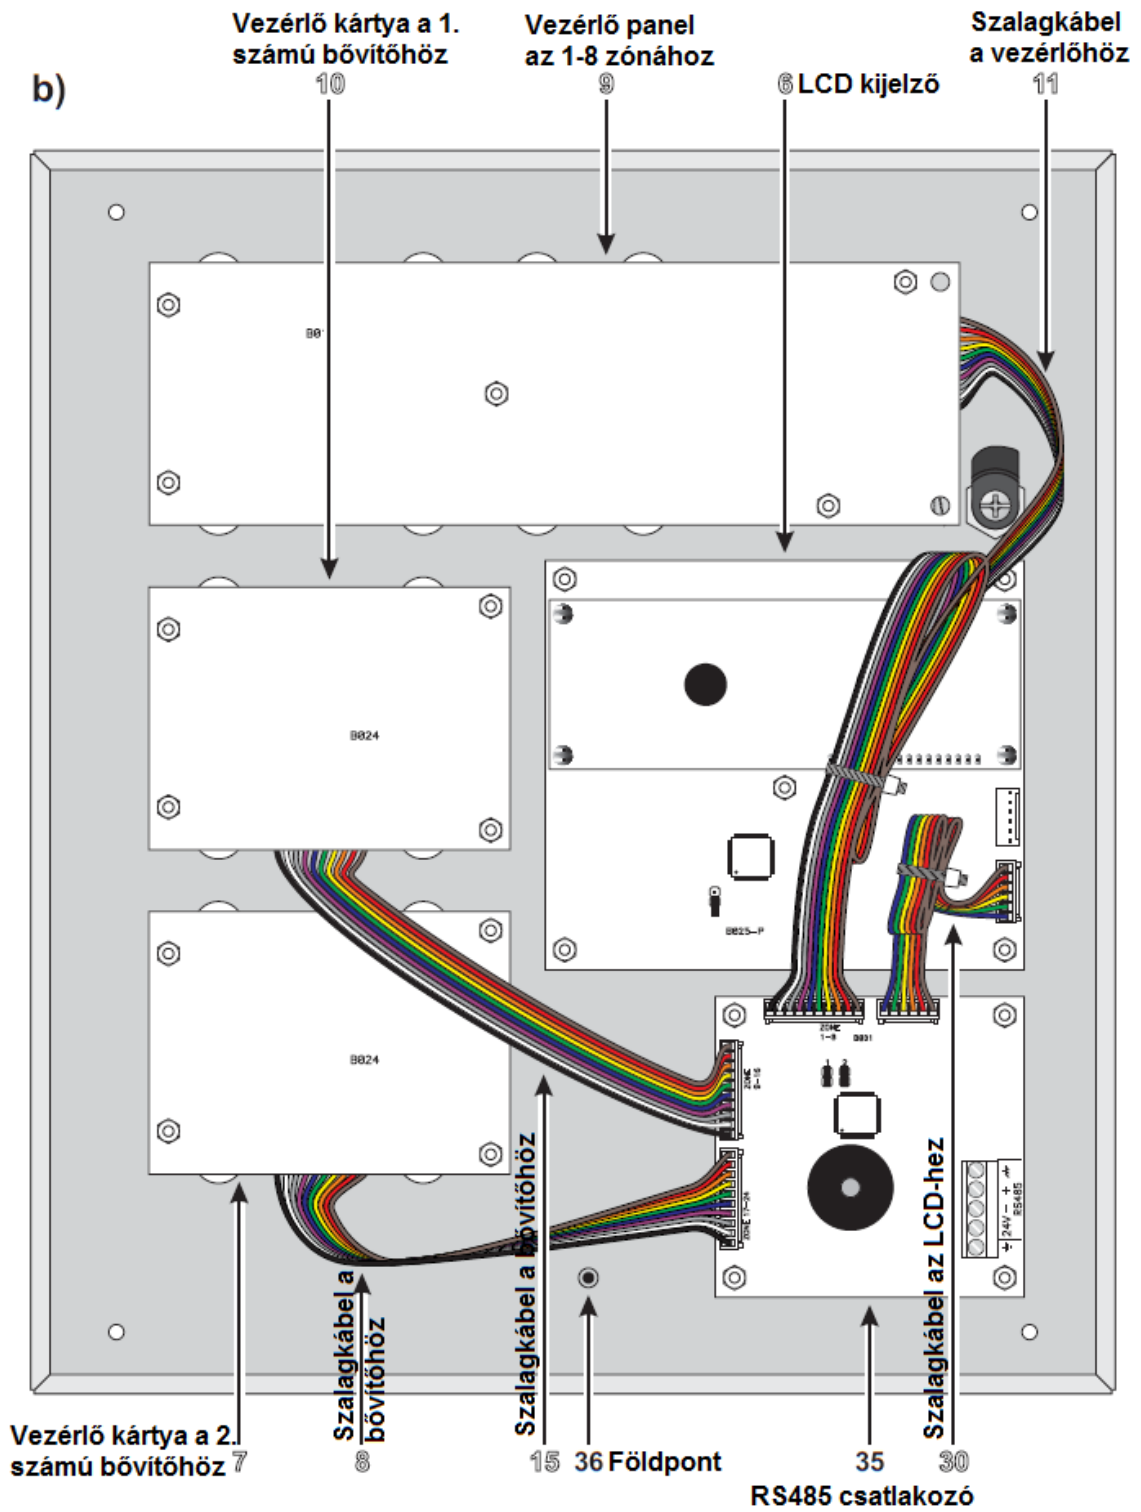 Vezérlő kártya a 1.
számú bővítőhöz
10
Vezérlő panel
az 1-8 zónához
9
6 LCD kijelző
Szalagkábel
a vezérlőhöz
11
b)
B024
B025-P
B024
ZONE
1-8
B031
1 2
ZONE
9-16
ZONE 17-24
24V - +
RS485
Szalagkábel a
bővítőhöz
Szalagkábel a bővítőhöz
Szalagkábel az LCD-hez
Vezérlő kártya a 2.
számú bővítőhöz 7
8
15
36 Földpont
35
30
RS485 csatlakozó